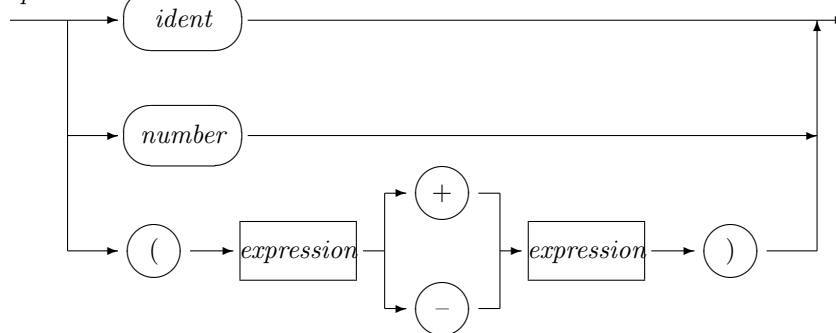 ident
number
+
( expression expression )
−